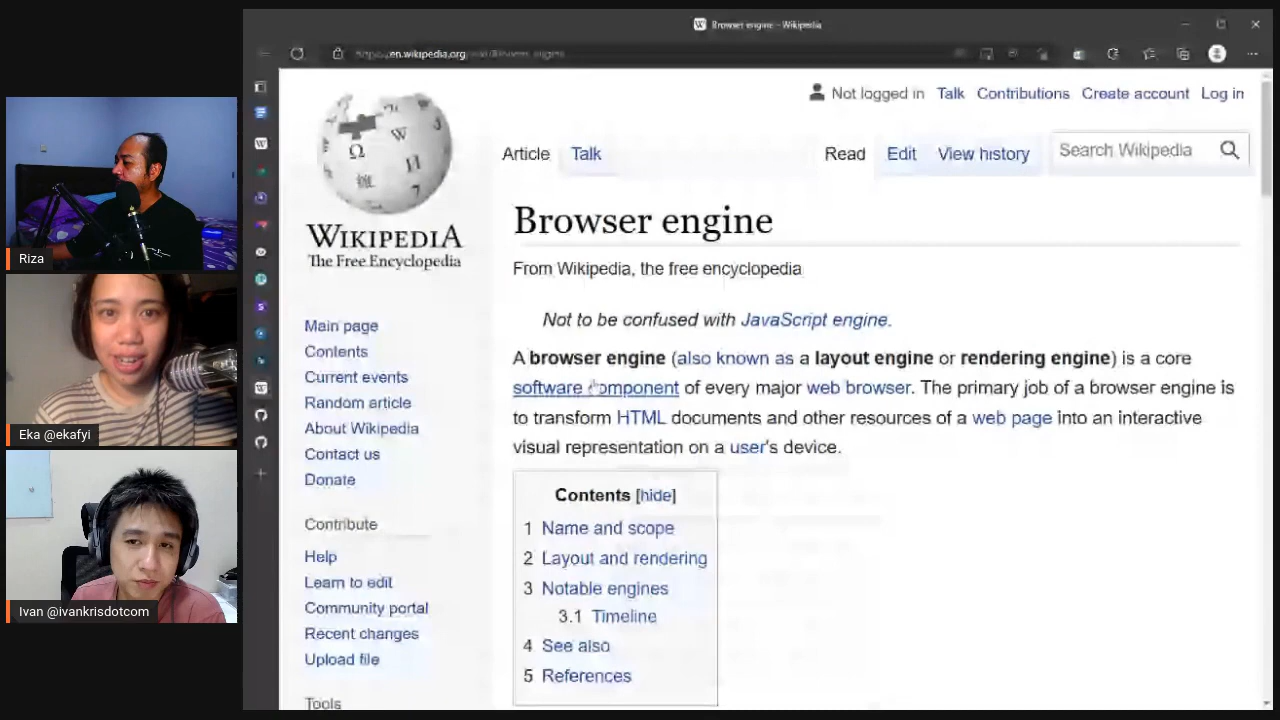 Browser engine - Wikipedia
en.wikipedia.org
Riza
Eka @ekafyi
Ivan @ivankrisdotcom
WIKIPEDIA
The Free Encyclopedia
Main page
Contents
Current events
Random article
About Wikipedia
Contact us
Donate
Contribute
Help
Learn to edit
Community portal
Recent changes
Upload file
Tools
Not logged in Talk Contributions Create account Log in
Article Talk Read Edit View history Search Wikipedia
Browser engine
From Wikipedia, the free encyclopedia
Not to be confused with JavaScript engine.
A browser engine (also known as a layout engine or rendering engine) is a core
software component of every major web browser. The primary job of a browser engine is
to transform HTML documents and other resources of a web page into an interactive
visual representation on a user's device.
Contents [hide]
1 Name and scope
2 Layout and rendering
3 Notable engines
3.1 Timeline
4 See also
5 References